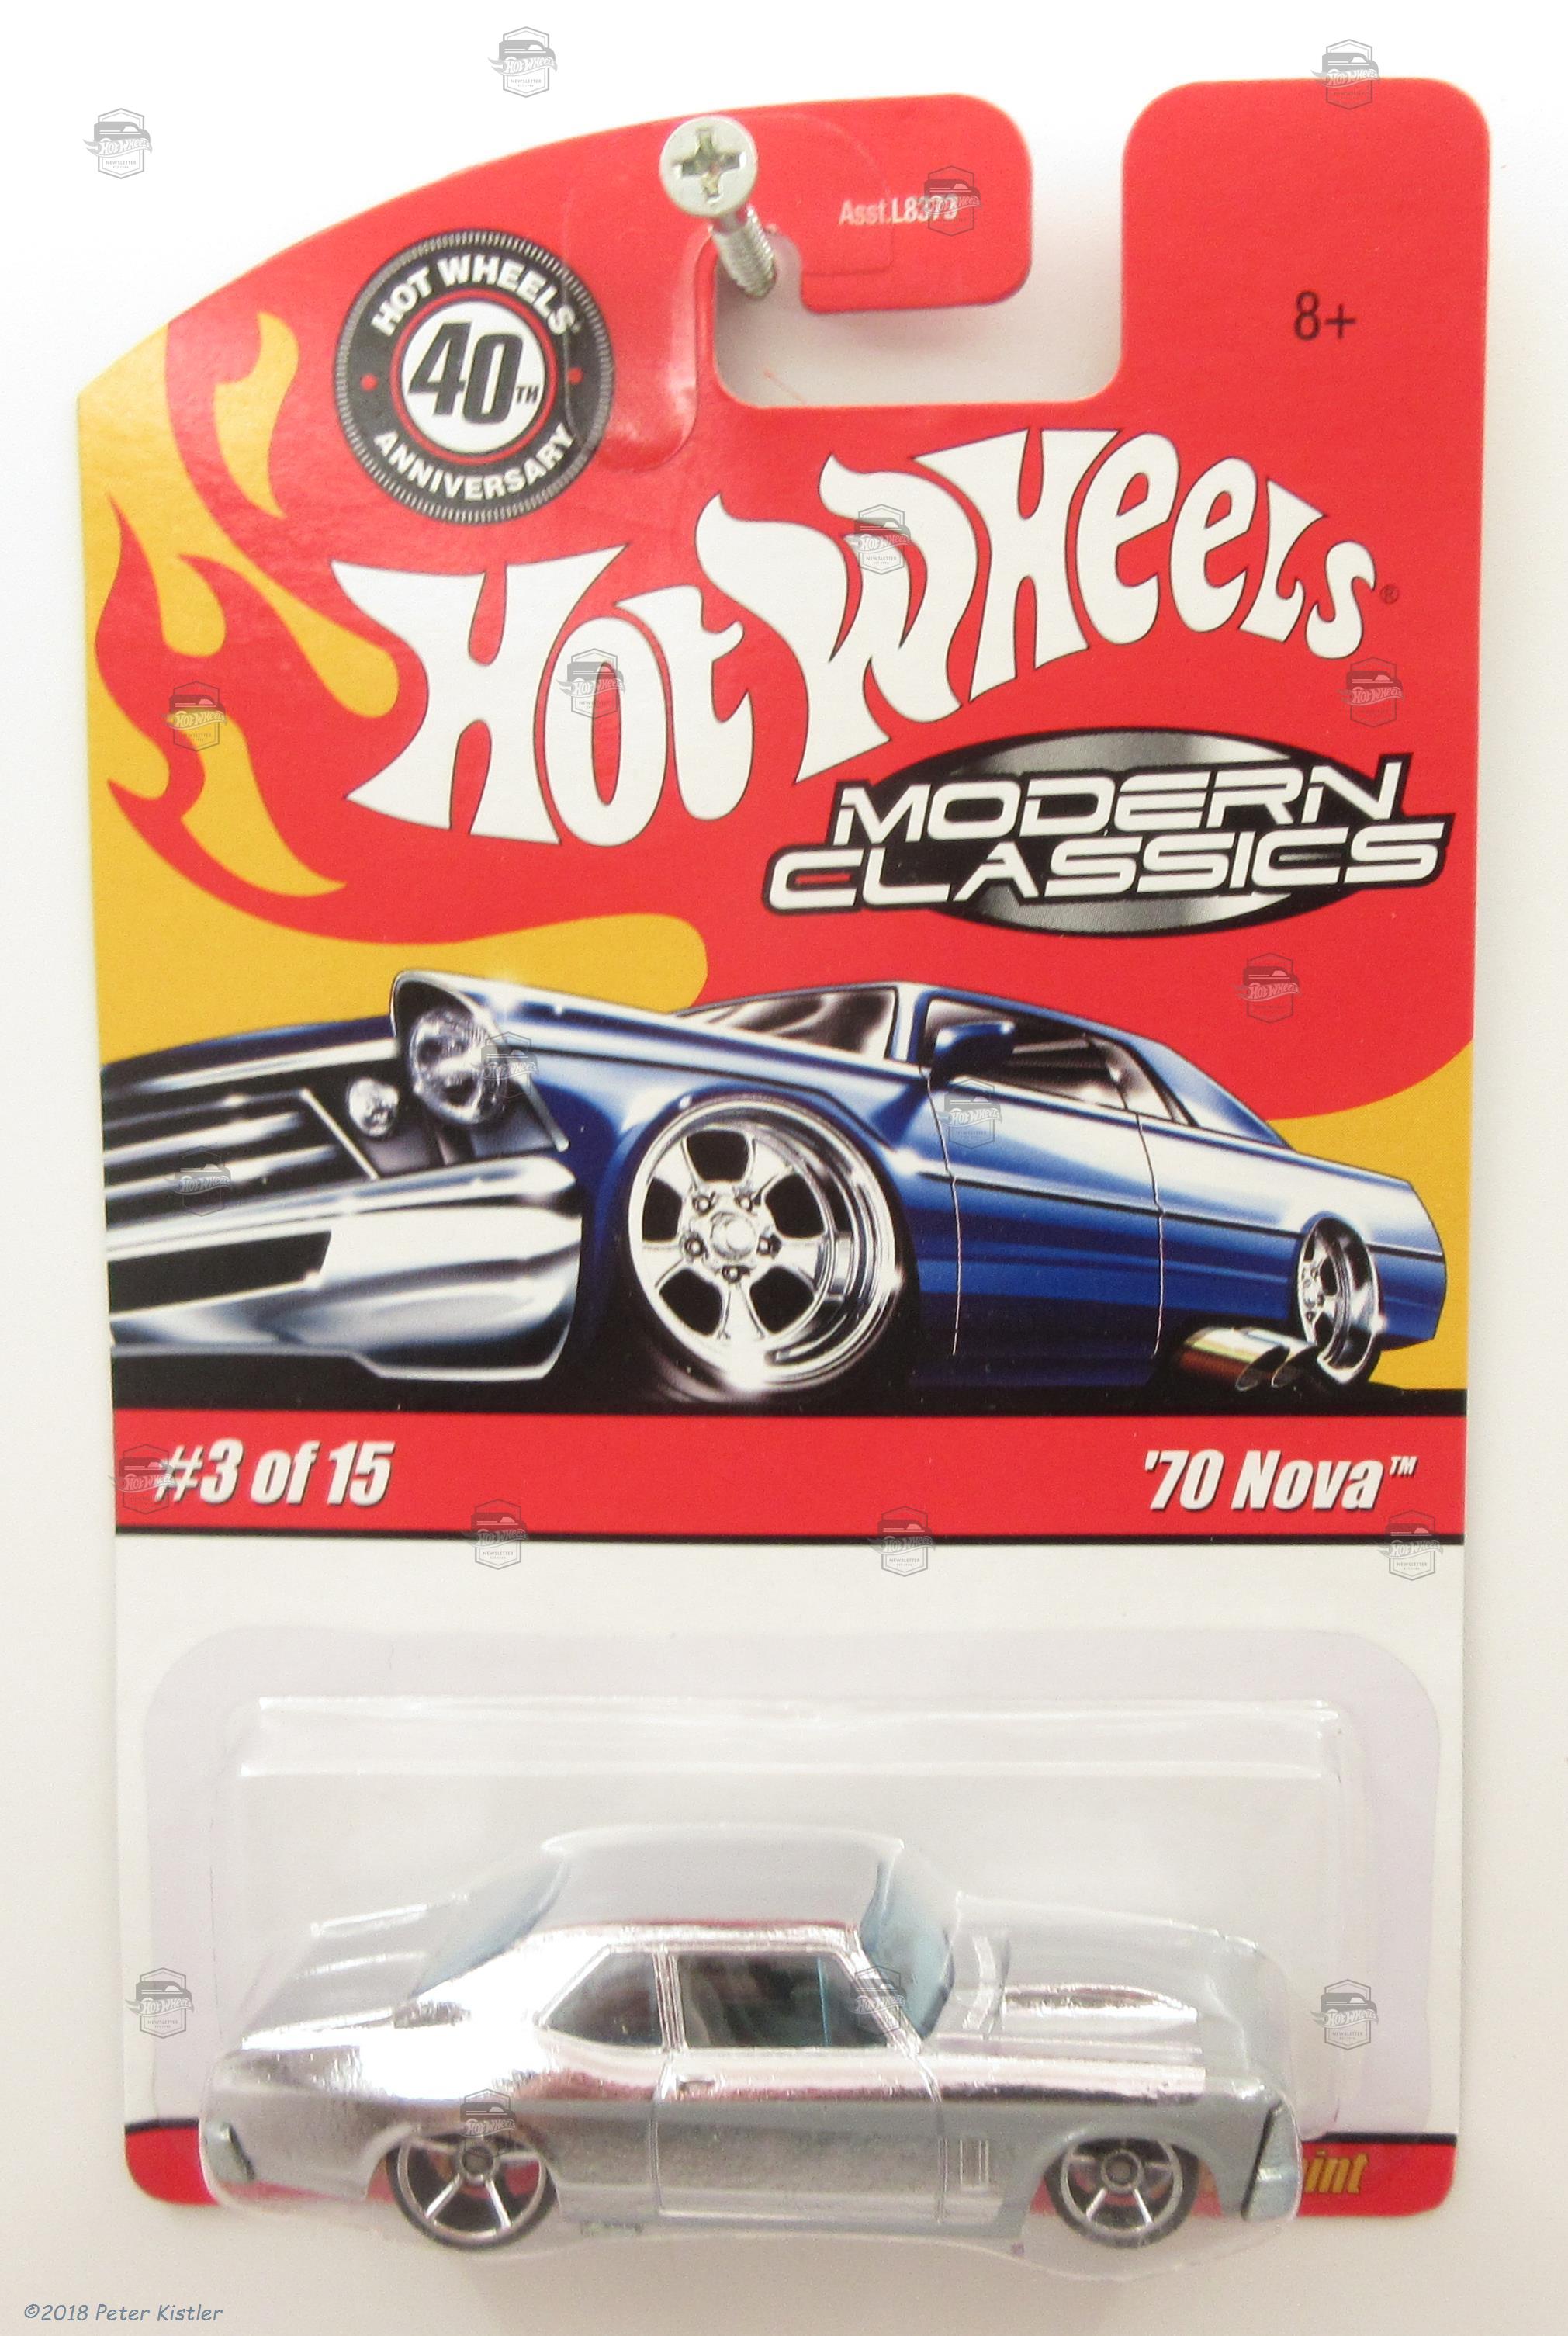 Asst.L8373
8+
HOT WHEELS®
40TH
ANNIVERSARY
Hot Wheels®
MODERN
CLASSICS
#3 of 15
'70 Nova™
©2018 Peter Kistler